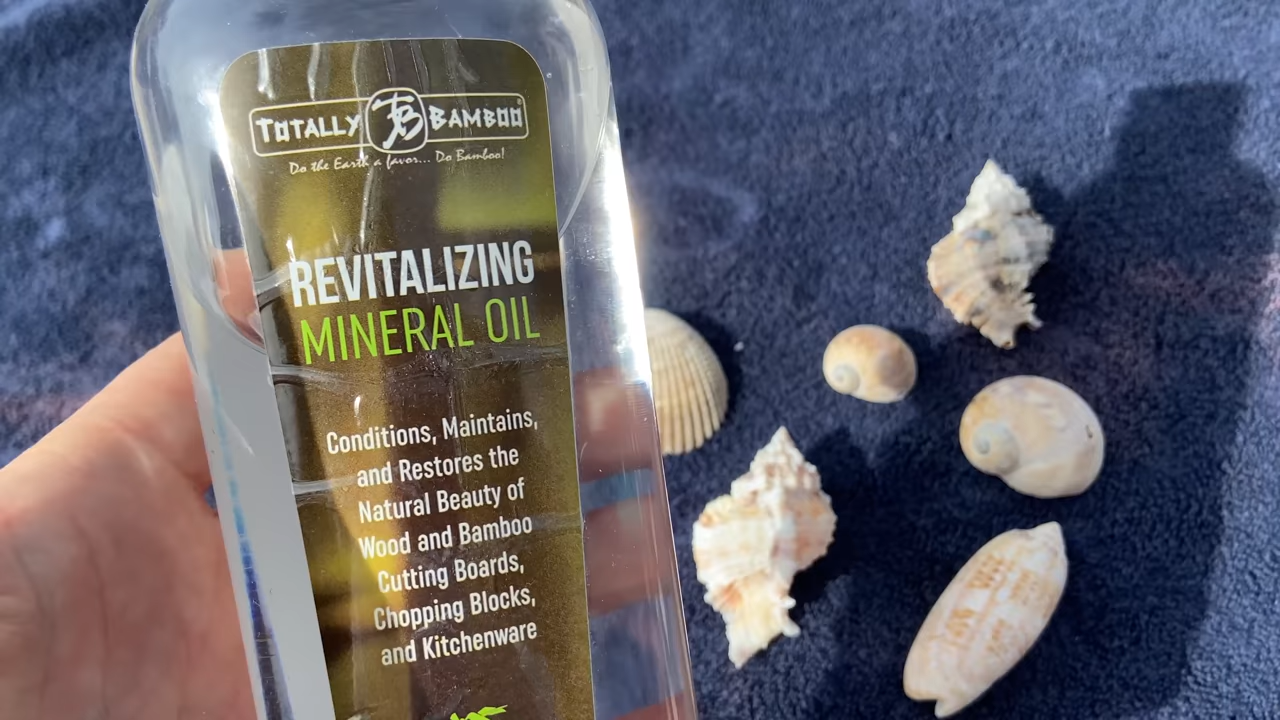 TOTALLY TB BAMBOO®
Do the Earth a favor... Do Bamboo!
REVITALIZING
MINERAL OIL
Conditions, Maintains,
and Restores the
Natural Beauty of
Wood and Bamboo
Cutting Boards,
Chopping Blocks,
and Kitchenware